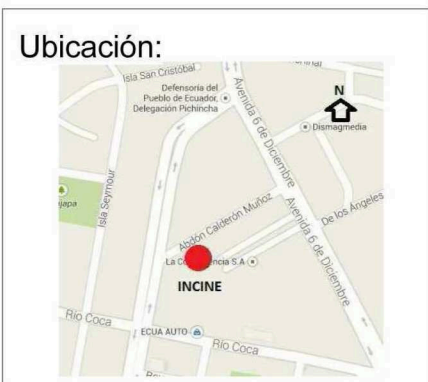 Ubicación:
Isla San Cristóbal
Defensoría del
Pueblo de Ecuador,
Delegación Pichincha
Avenida 6 de Diciembre
N
Dismagmedia
Isla Seymour
Abdón Calderón Muñoz
Avenida 6 de Diciembre
De los Angeles
INCINE
Río Coca
ECUA AUTO
Río Coca